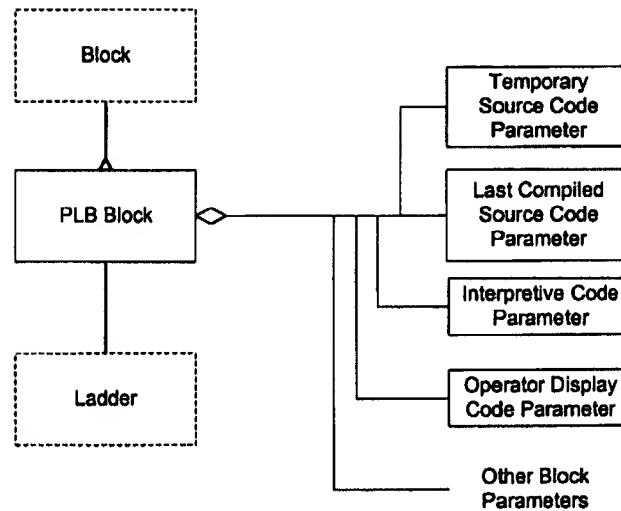 Block
PLB Block
Ladder
Temporary
Source Code
Parameter
Last Compiled
Source Code
Parameter
Interpretive Code
Parameter
Operator Display
Code Parameter
Other Block
Parameters